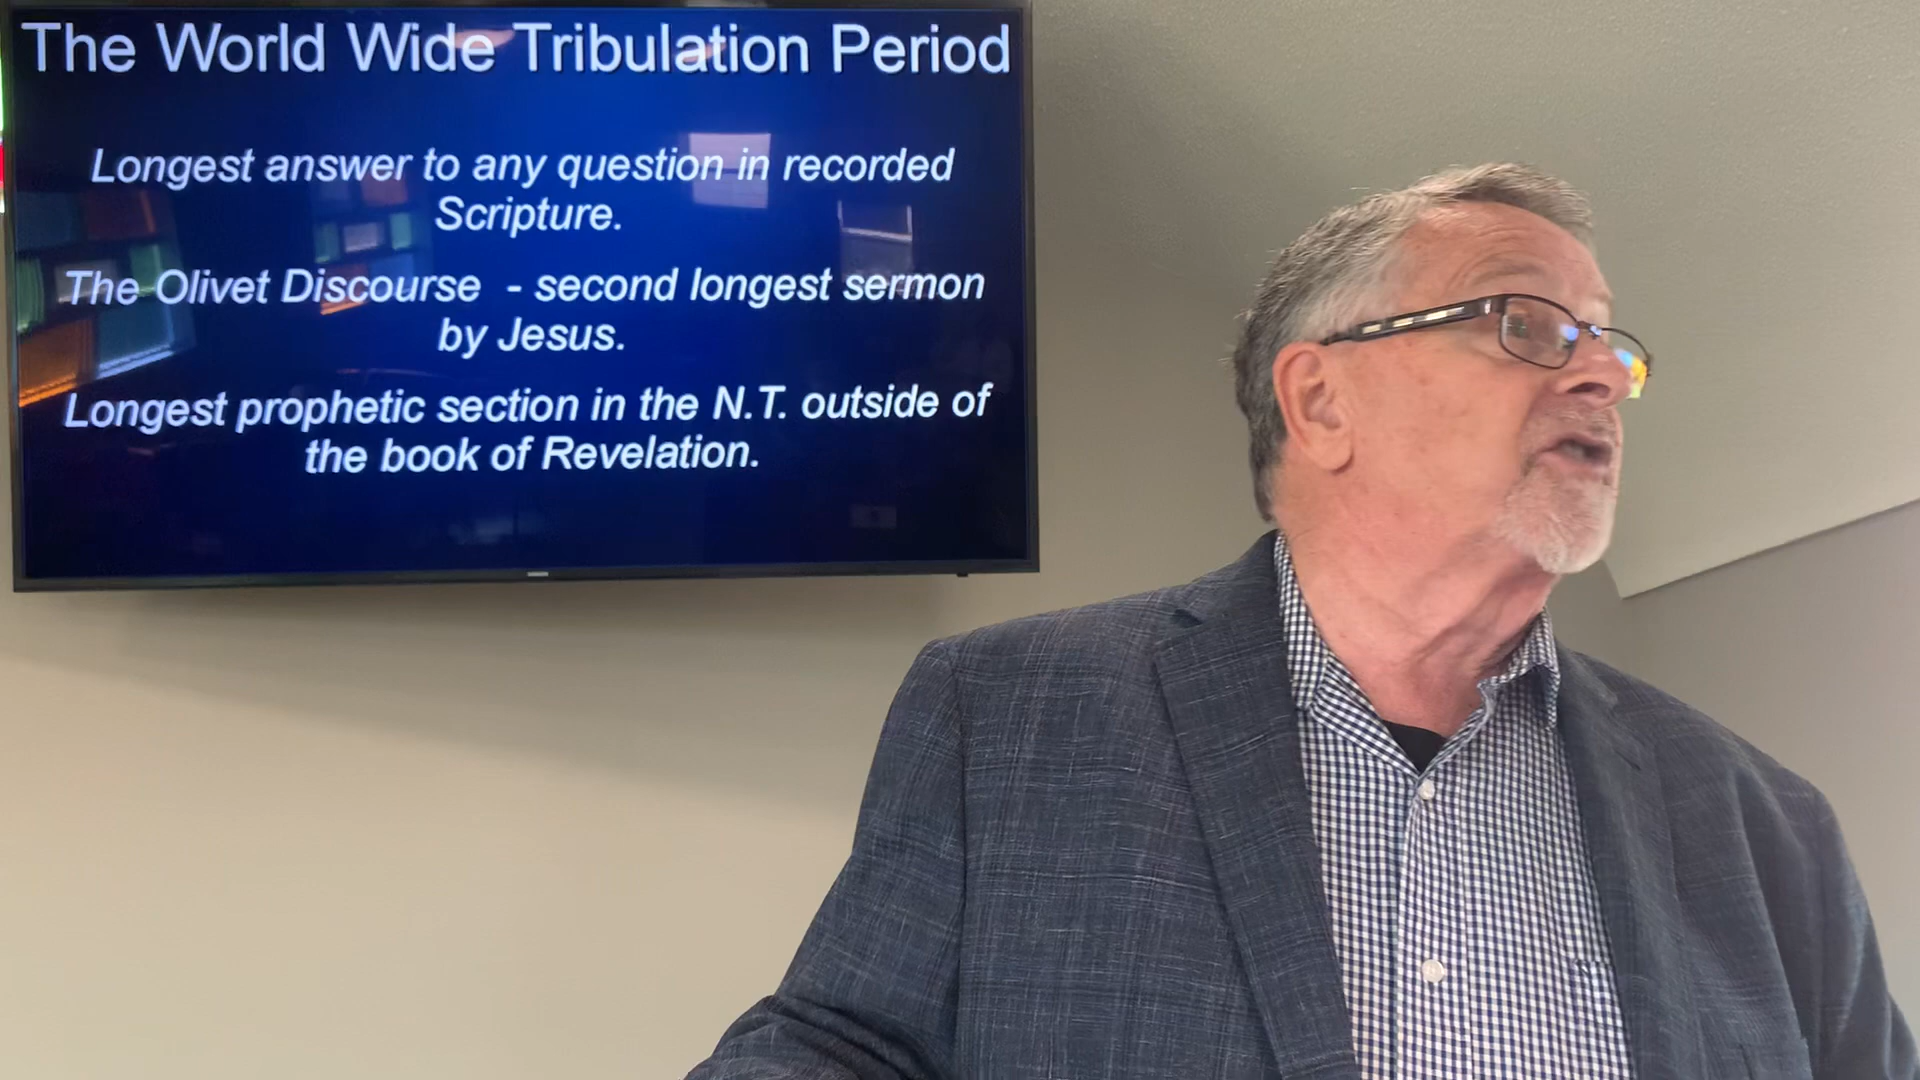 The World Wide Tribulation Period
Longest answer to any question in recorded
Scripture.
The Olivet Discourse - second longest sermon
by Jesus.
Longest prophetic section in the N.T. outside of
the book of Revelation.